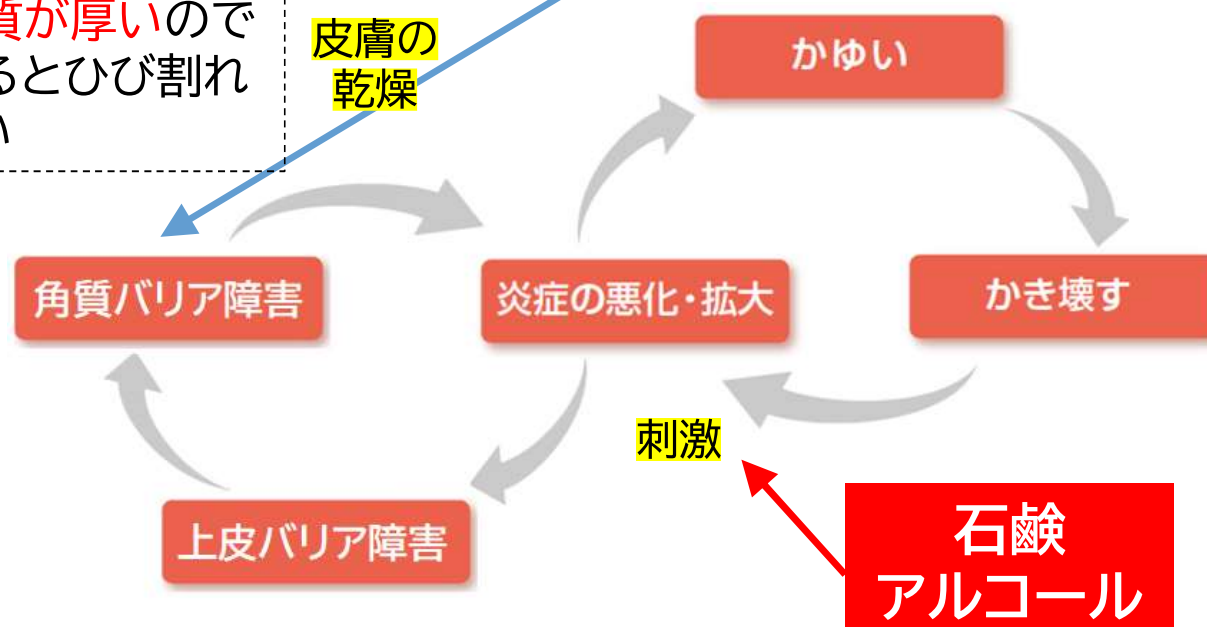 質が厚いので
るとひび割れ
い
皮膚の
乾燥
かゆい
角質バリア障害
炎症の悪化・拡大
かき壊す
刺激
上皮バリア障害
石鹸
アルコール